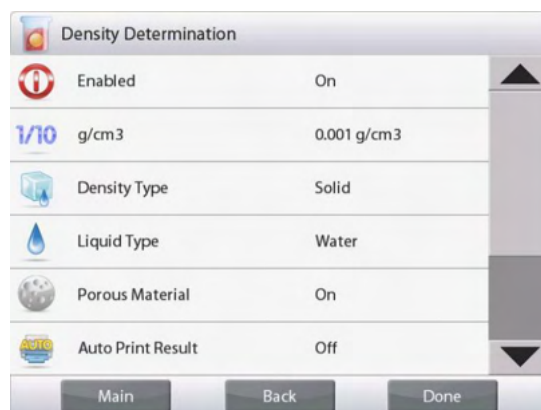 Density Determination
Enabled On
1/10 g/cm3 0.001 g/cm3
Density Type Solid
Liquid Type Water
Porous Material On
AUTO Auto Print Result Off
Main Back Done